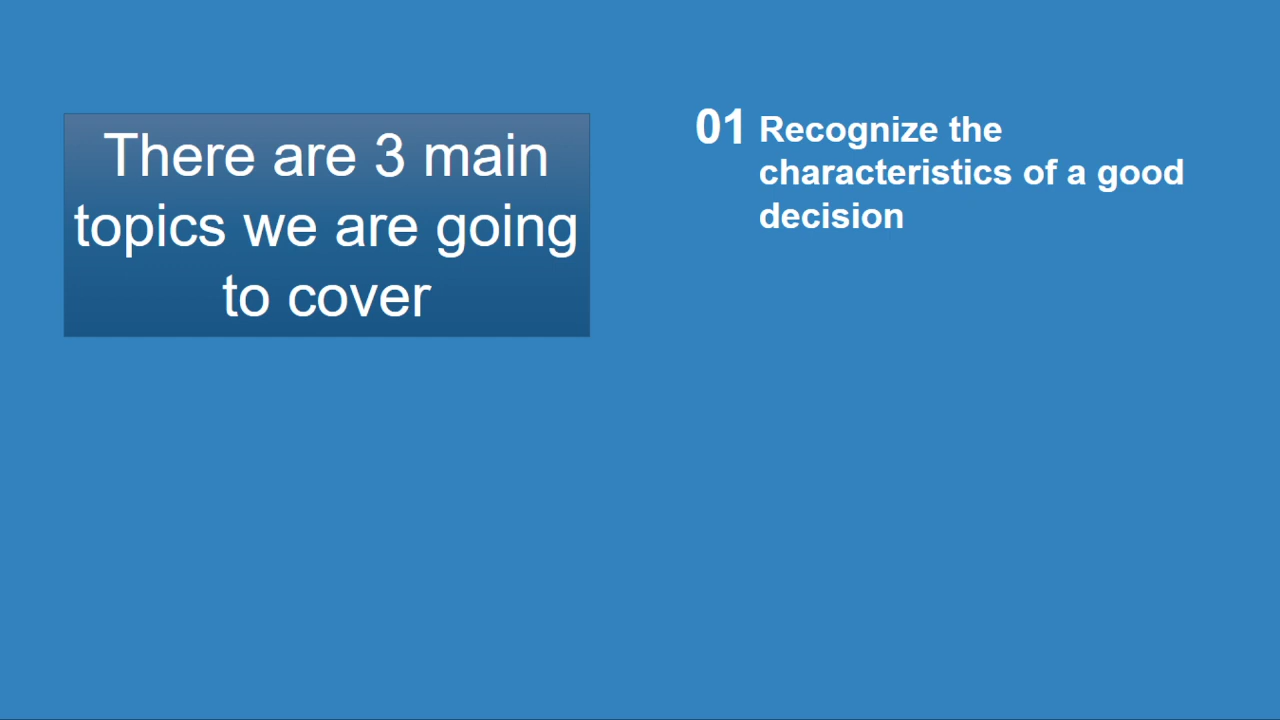 There are 3 main
topics we are going
to cover
01 Recognize the
characteristics of a good
decision